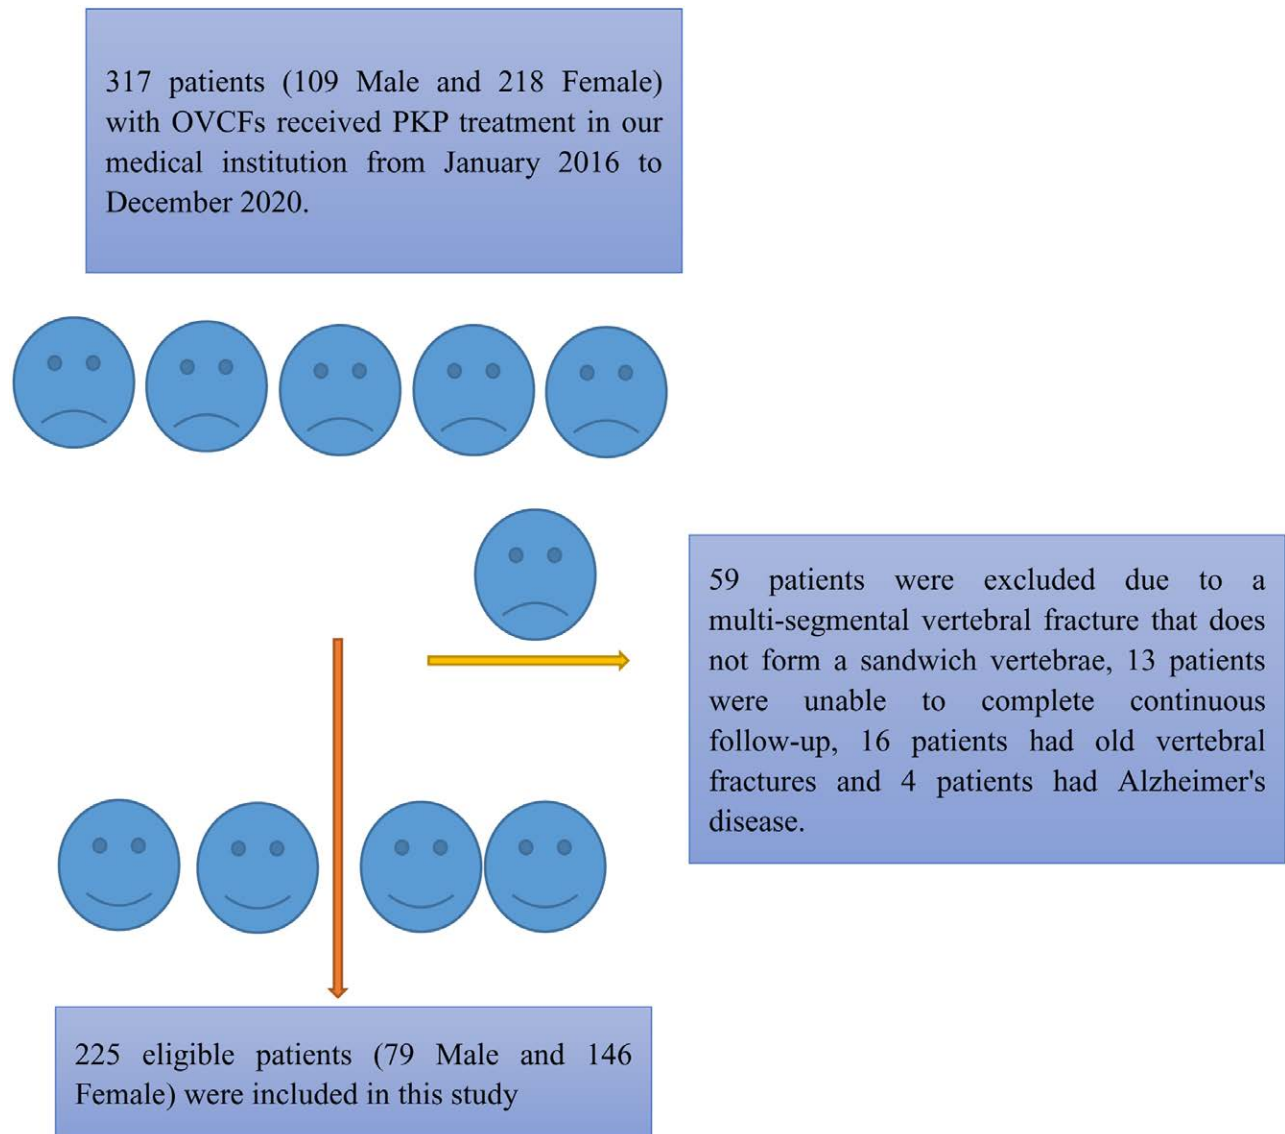 317 patients (109 Male and 218 Female)
with OVCFs received PKP treatment in our
medical institution from January 2016 to
December 2020.
59 patients were excluded due to a
multi-segmental vertebral fracture that does
not form a sandwich vertebrae, 13 patients
were unable to complete continuous
follow-up, 16 patients had old vertebral
fractures and 4 patients had Alzheimer's
disease.
225 eligible patients (79 Male and 146
Female) were included in this study